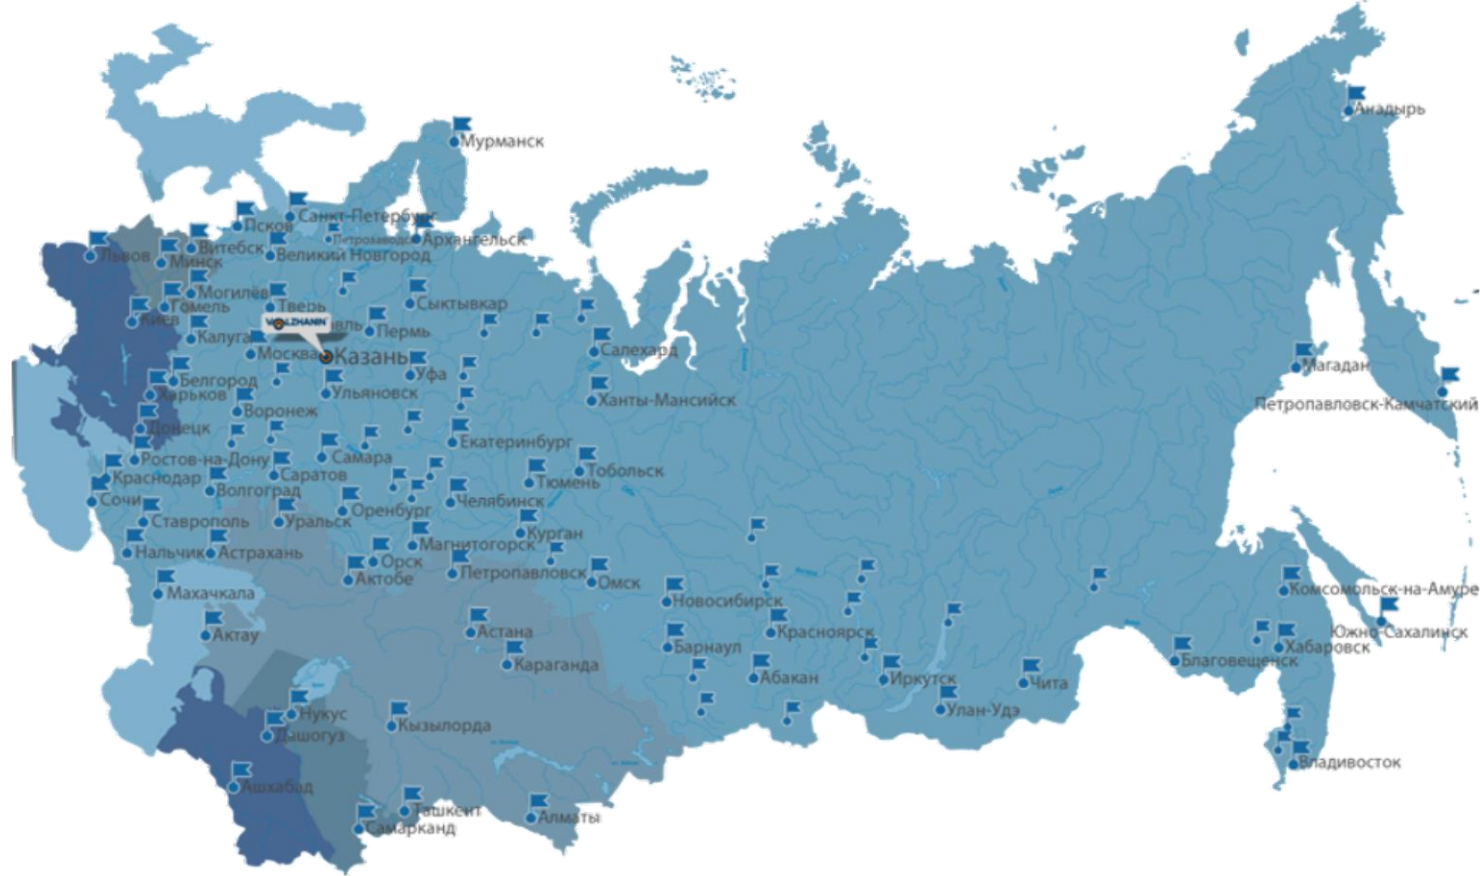 Анадырь
Мурманск
Санкт-Петербург
Псков
Петрозаводск
Архангельск
Витебск
Львов
Великий Новгород
Минск
Могилёв
Сыктывкар
Гомель
Тверь
Киев
VOLZHANIN
Пермь
Калуга
Москва
Казань
Салехард
Магадан
Уфа
Белгород
Ульяновск
Харьков
Ханты-Мансийск
Петропавловск-Камчатский
Воронеж
Донецк
Екатеринбург
Ростов-на-Дону
Самара
Тобольск
Краснодар
Саратов
Тюмень
Волгоград
Сочи
Челябинск
Оренбург
Ставрополь
Уральск
Курган
Магнитогорск
Нальчик
Астрахань
Орск
Петропавловск
Актобе
Омск
Махачкала
Комсомольск-на-Амуре
Новосибирск
Актау
Астана
Красноярск
Южно-Сахалинск
Барнаул
Хабаровск
Караганда
Благовещенск
Абакан
Иркутск
Чита
Нукус
Улан-Удэ
Кызылорда
Дашогуз
Владивосток
Ашхабад
Ташкент
Алматы
Самарканд